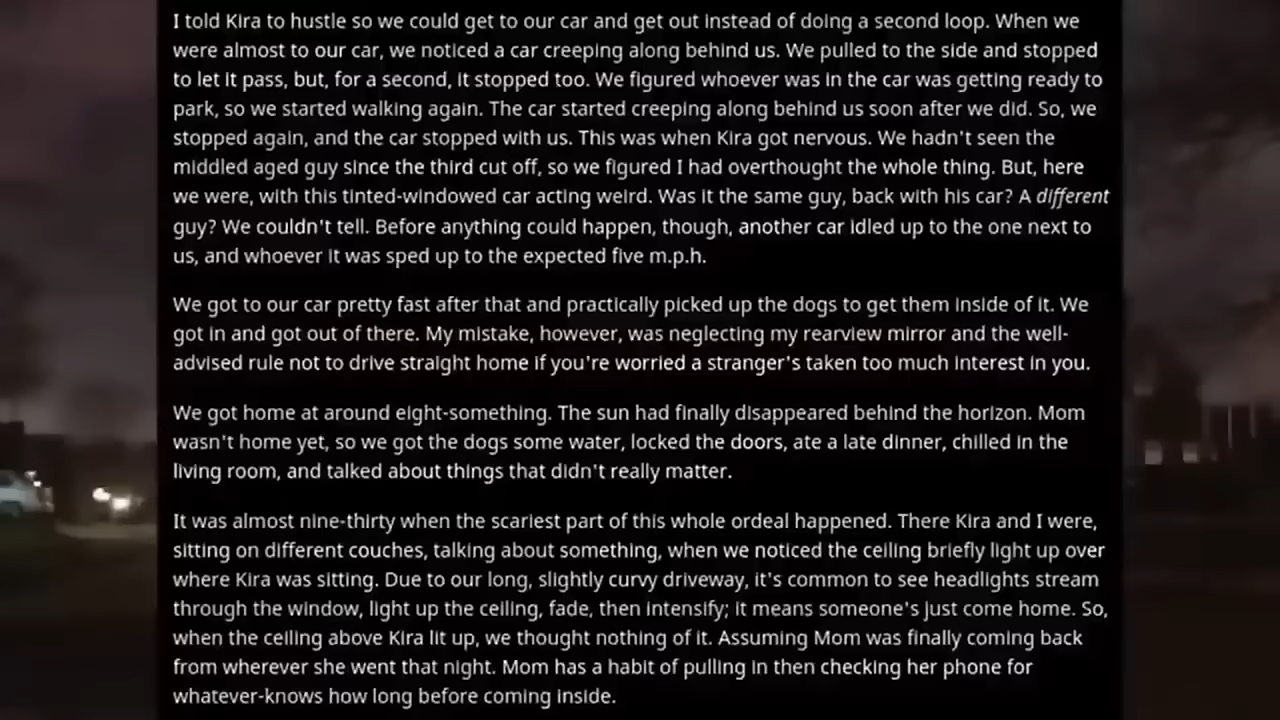 I told Kira to hustle so we could get to our car and get out instead of doing a second loop. When we
were almost to our car, we noticed a car creeping along behind us. We pulled to the side and stopped
to let it pass, but, for a second, it stopped too. We figured whoever was in the car was getting ready to
park, so we started walking again. The car started creeping along behind us soon after we did. So, we
stopped again, and the car stopped with us. This was when Kira got nervous. We hadn't seen the
middled aged guy since the third cut off, so we figured I had overthought the whole thing. But, here
we were, with this tinted-windowed car acting weird. Was it the same guy, back with his car? A different
guy? We couldn't tell. Before anything could happen, though, another car idled up to the one next to
us, and whoever it was sped up to the expected five m.p.h.
We got to our car pretty fast after that and practically picked up the dogs to get them inside of it. We
got in and got out of there. My mistake, however, was neglecting my rearview mirror and the well-
advised rule not to drive straight home if you're worried a stranger's taken too much interest in you.
We got home at around eight-something. The sun had finally disappeared behind the horizon. Mom
wasn't home yet, so we got the dogs some water, locked the doors, ate a late dinner, chilled in the
living room, and talked about things that didn't really matter.
It was almost nine-thirty when the scariest part of this whole ordeal happened. There Kira and I were,
sitting on different couches, talking about something, when we noticed the ceiling briefly light up over
where Kira was sitting. Due to our long, slightly curvy driveway, it's common to see headlights stream
through the window, light up the ceiling, fade, then intensify; it means someone's just come home. So,
when the ceiling above Kira lit up, we thought nothing of it. Assuming Mom was finally coming back
from wherever she went that night. Mom has a habit of pulling in then checking her phone for
whatever-knows how long before coming inside.